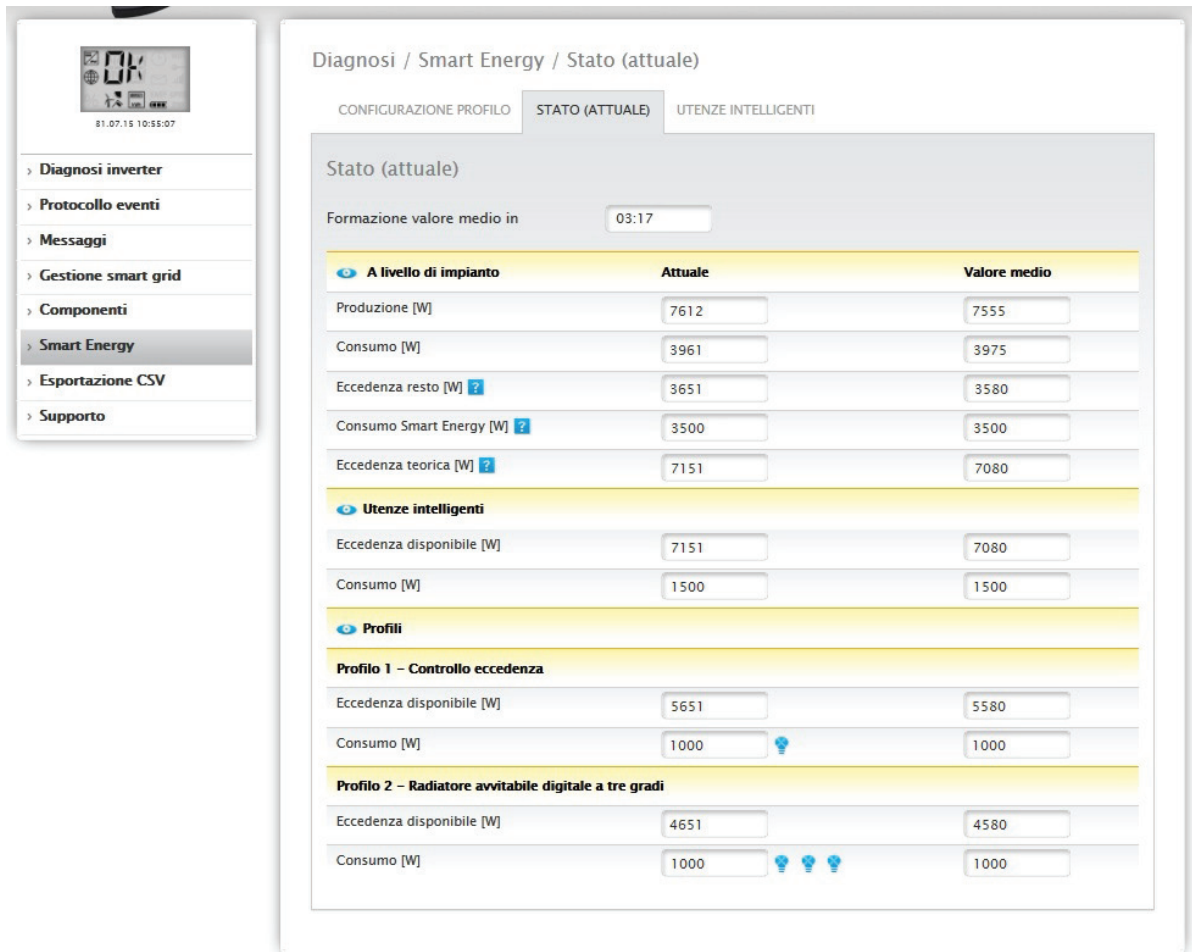 OK
81.07.15 10:55:07
Diagnosi inverter
Protocollo eventi
Messaggi
Gestione smart grid
Componenti
Smart Energy
Esportazione CSV
Supporto
Diagnosi / Smart Energy / Stato (attuale)
CONFIGURAZIONE PROFILO STATO (ATTUALE) UTENZE INTELLIGENTI
Stato (attuale)
Formazione valore medio in 03:17
A livello di impianto Attuale Valore medio
Produzione [W] 7612 7555
Consumo [W] 3961 3975
Eccedenza resto [W] ? 3651 3580
Consumo Smart Energy [W] ? 3500 3500
Eccedenza teorica [W] ? 7151 7080
Utenze intelligenti
Eccedenza disponibile [W] 7151 7080
Consumo [W] 1500 1500
Profili
Profilo 1 – Controllo eccedenza
Eccedenza disponibile [W] 5651 5580
Consumo [W] 1000 1000
Profilo 2 – Radiatore avvitabile digitale a tre gradi
Eccedenza disponibile [W] 4651 4580
Consumo [W] 1000 1000